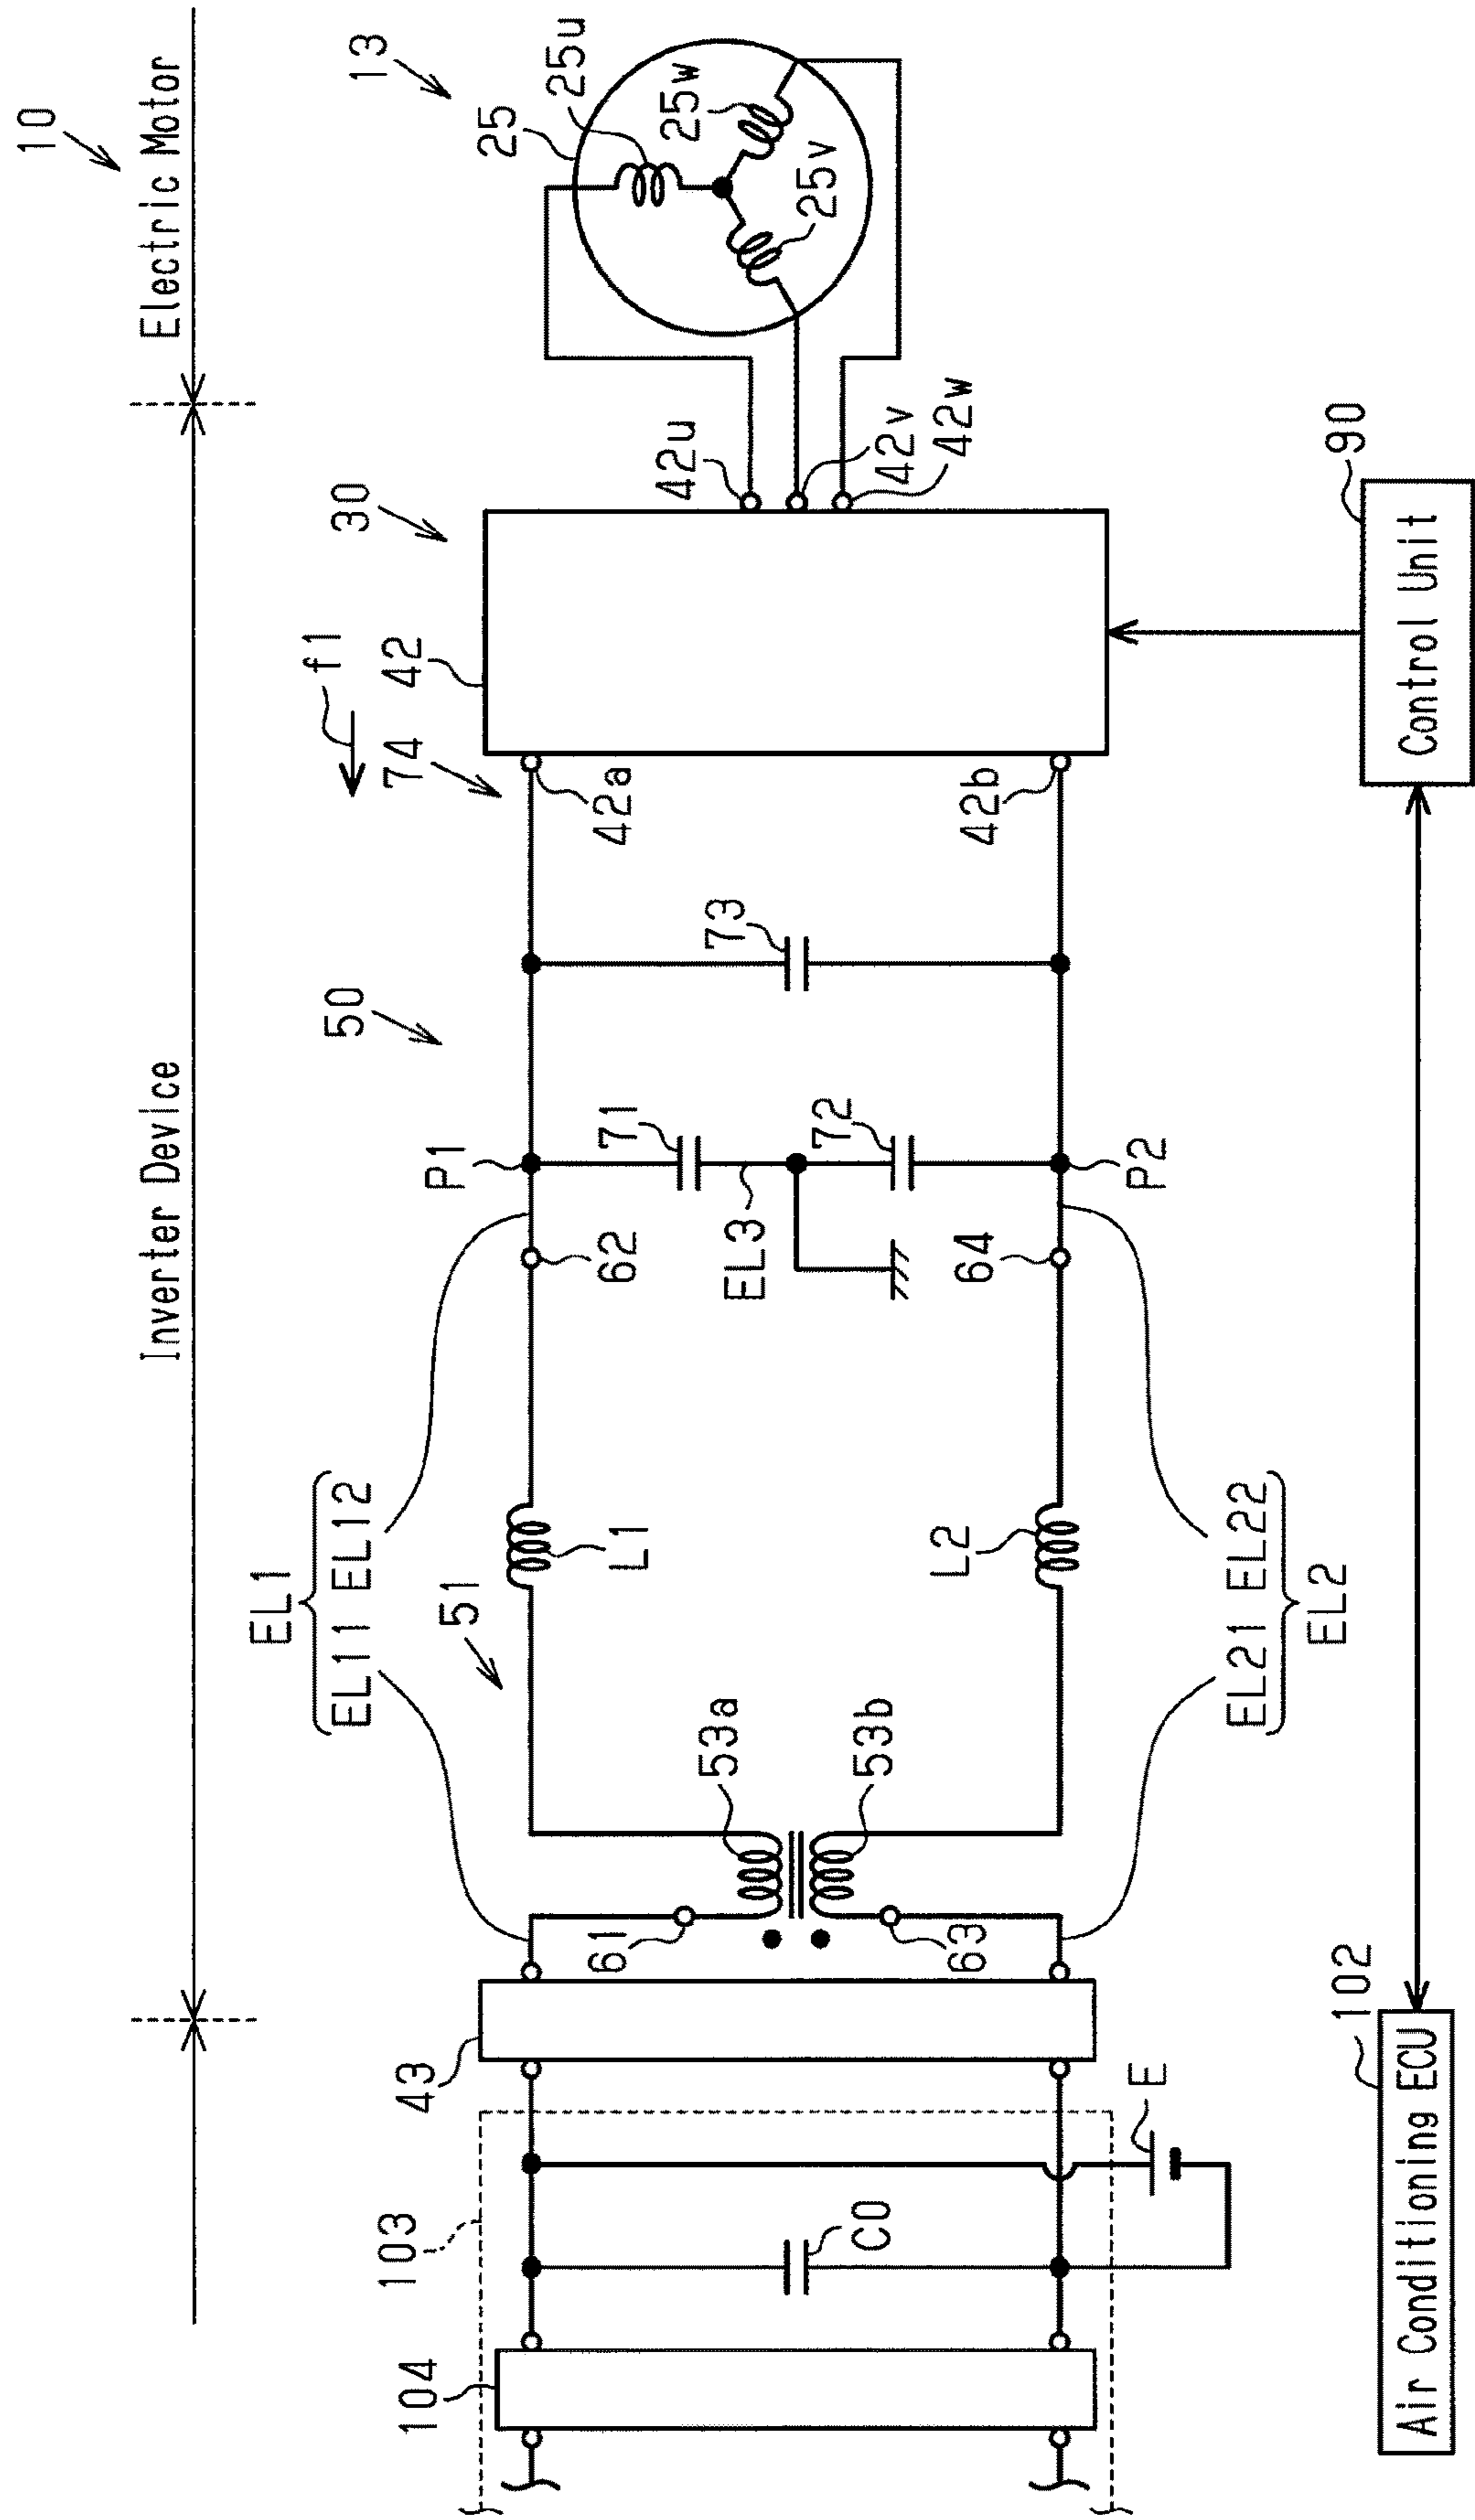 10
Inverter Device
Electric Motor
f1
13
30
50
EL1
EL11 EL12
51
P1
74
42
25
25u
25w
25v
104
103
43
61
53a
L1
62
71
73
42a
42u
C0
EL3
72
42v
42w
63
53b
L2
64
P2
42b
E
EL21 EL22
EL2
102
90
Air Conditioning ECU
Control Unit